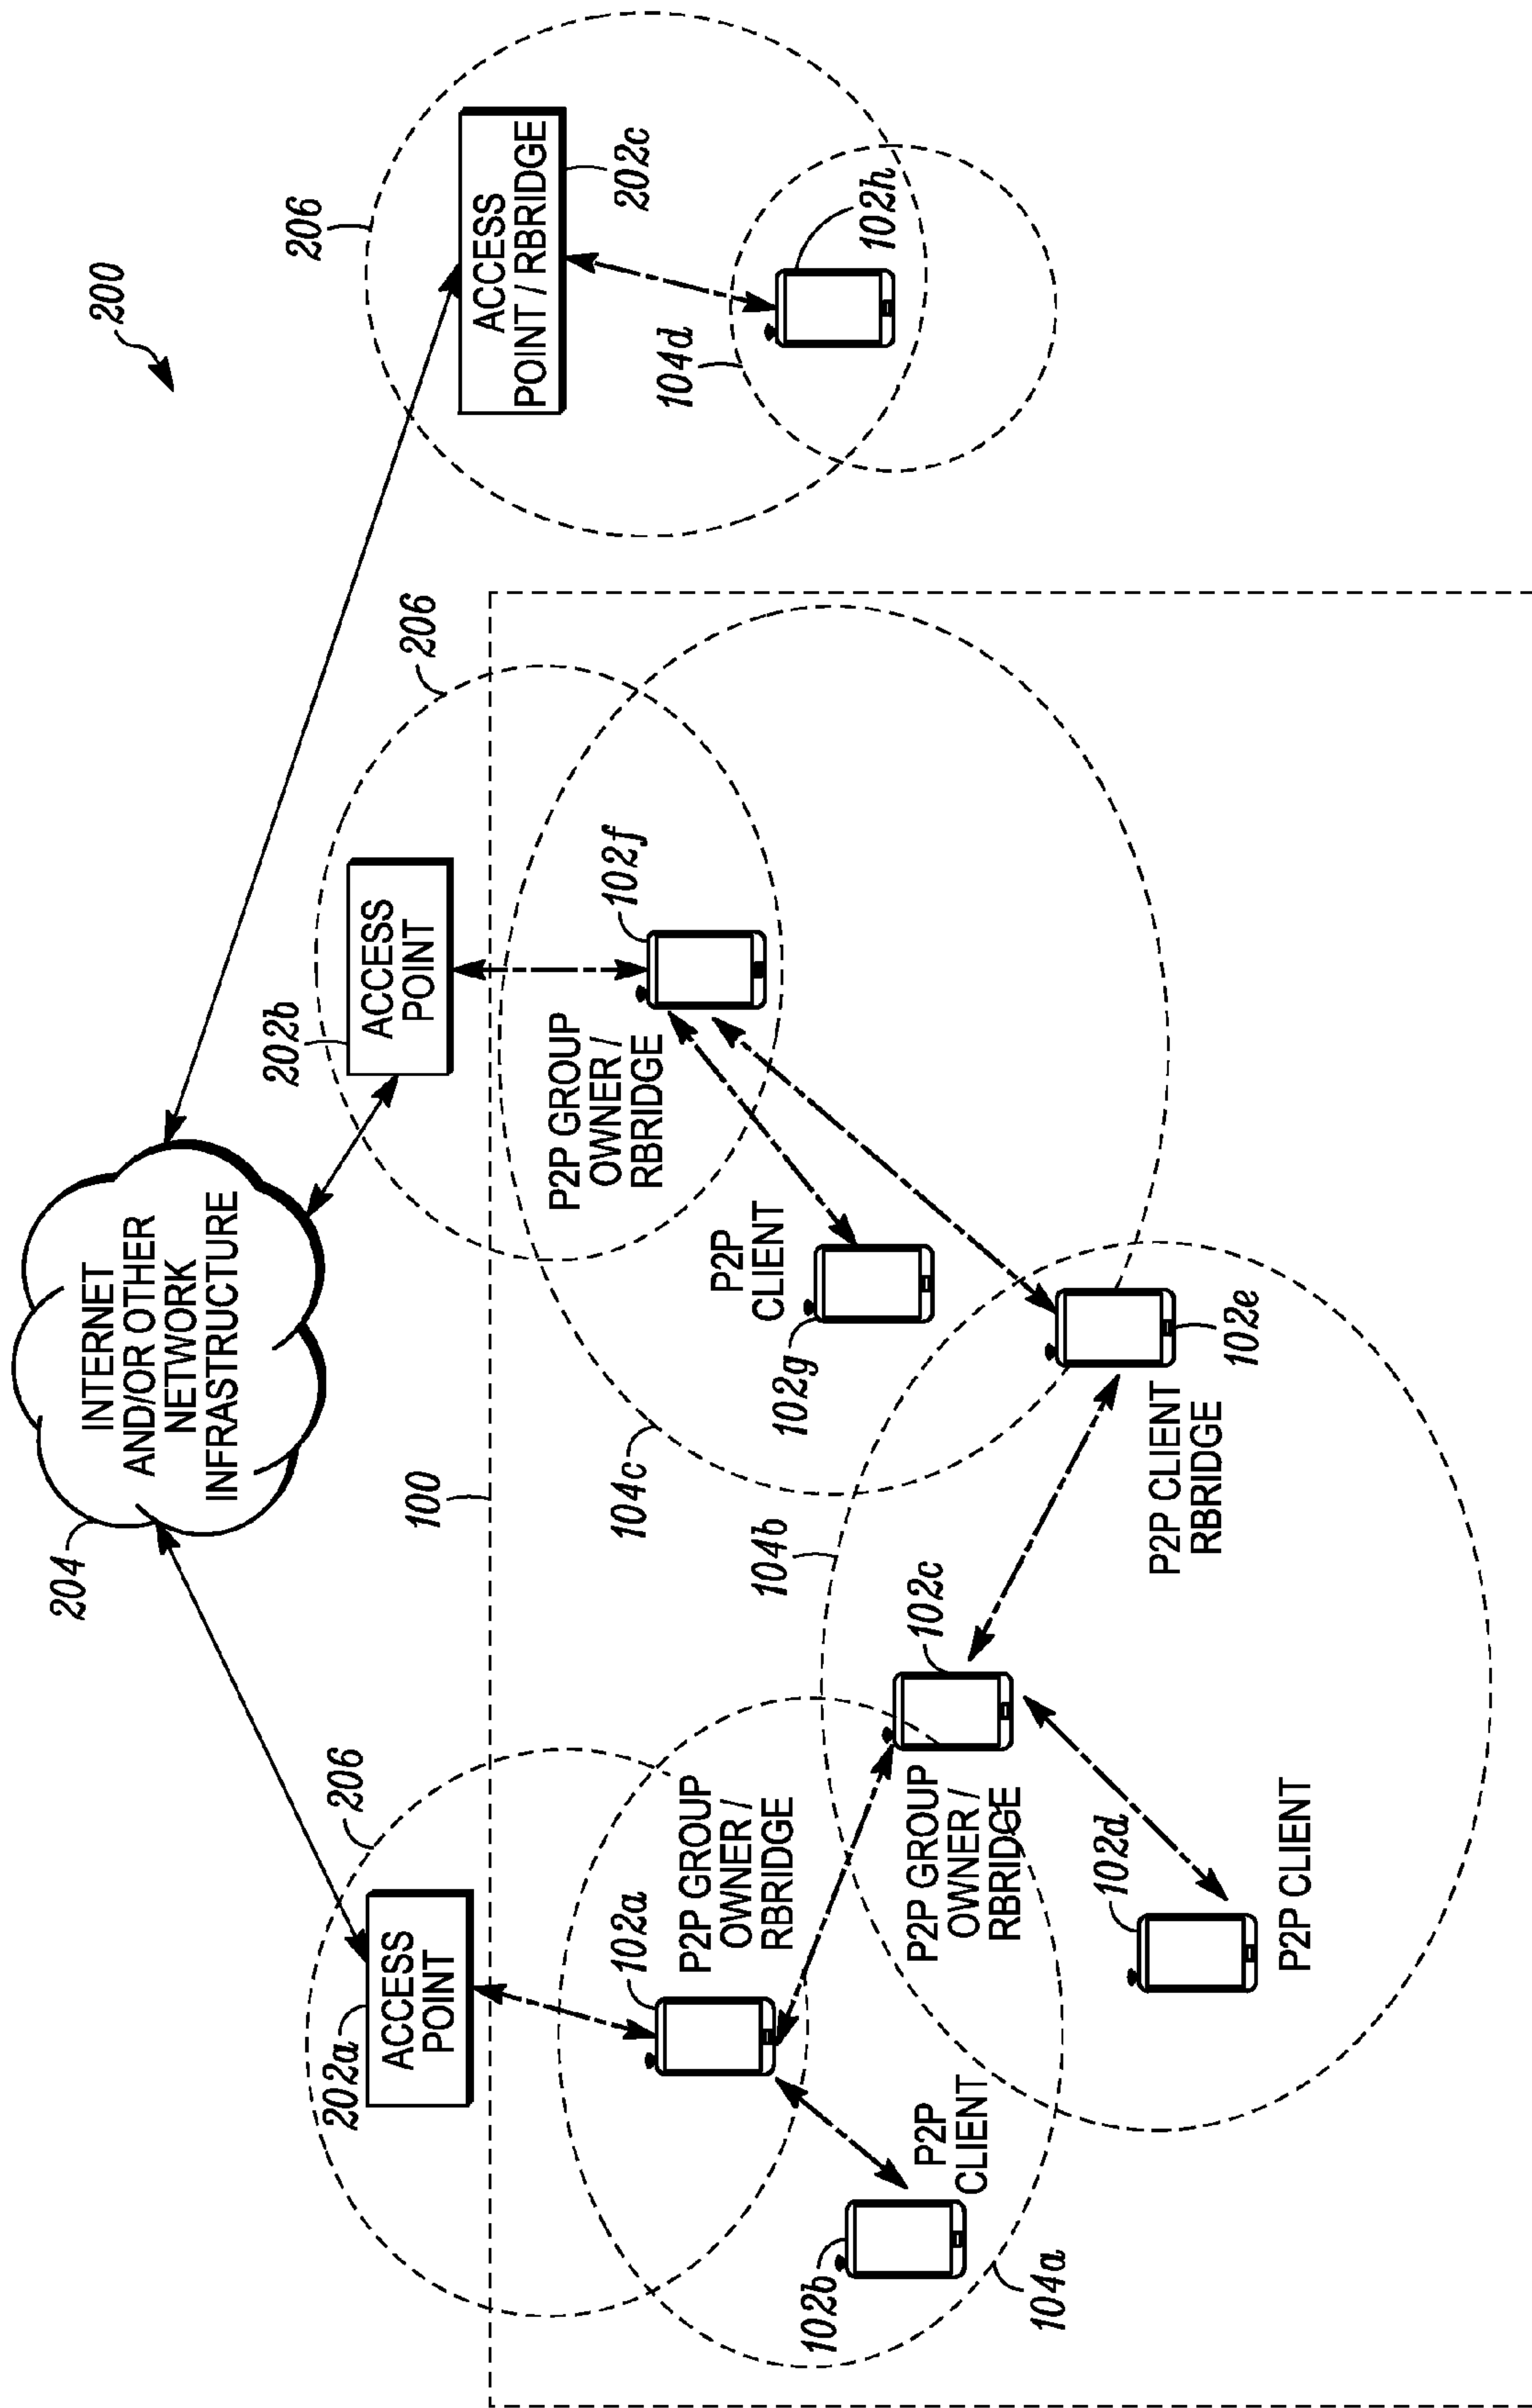 200
INTERNET
AND/OR OTHER
NETWORK
INFRASTRUCTURE
204
206
ACCESS
POINT / RBRIDGE
202c
104d
102h
202b
ACCESS
POINT
206
202a
ACCESS
POINT
206
100
102f
P2P GROUP
OWNER /
RBRIDGE
P2P
CLIENT
102g
104c
102a
P2P GROUP
OWNER /
RBRIDGE
104b
102c
P2P GROUP
OWNER /
RBRIDGE
102e
P2P CLIENT
RBRIDGE
102b
P2P
CLIENT
104a
102d
P2P CLIENT